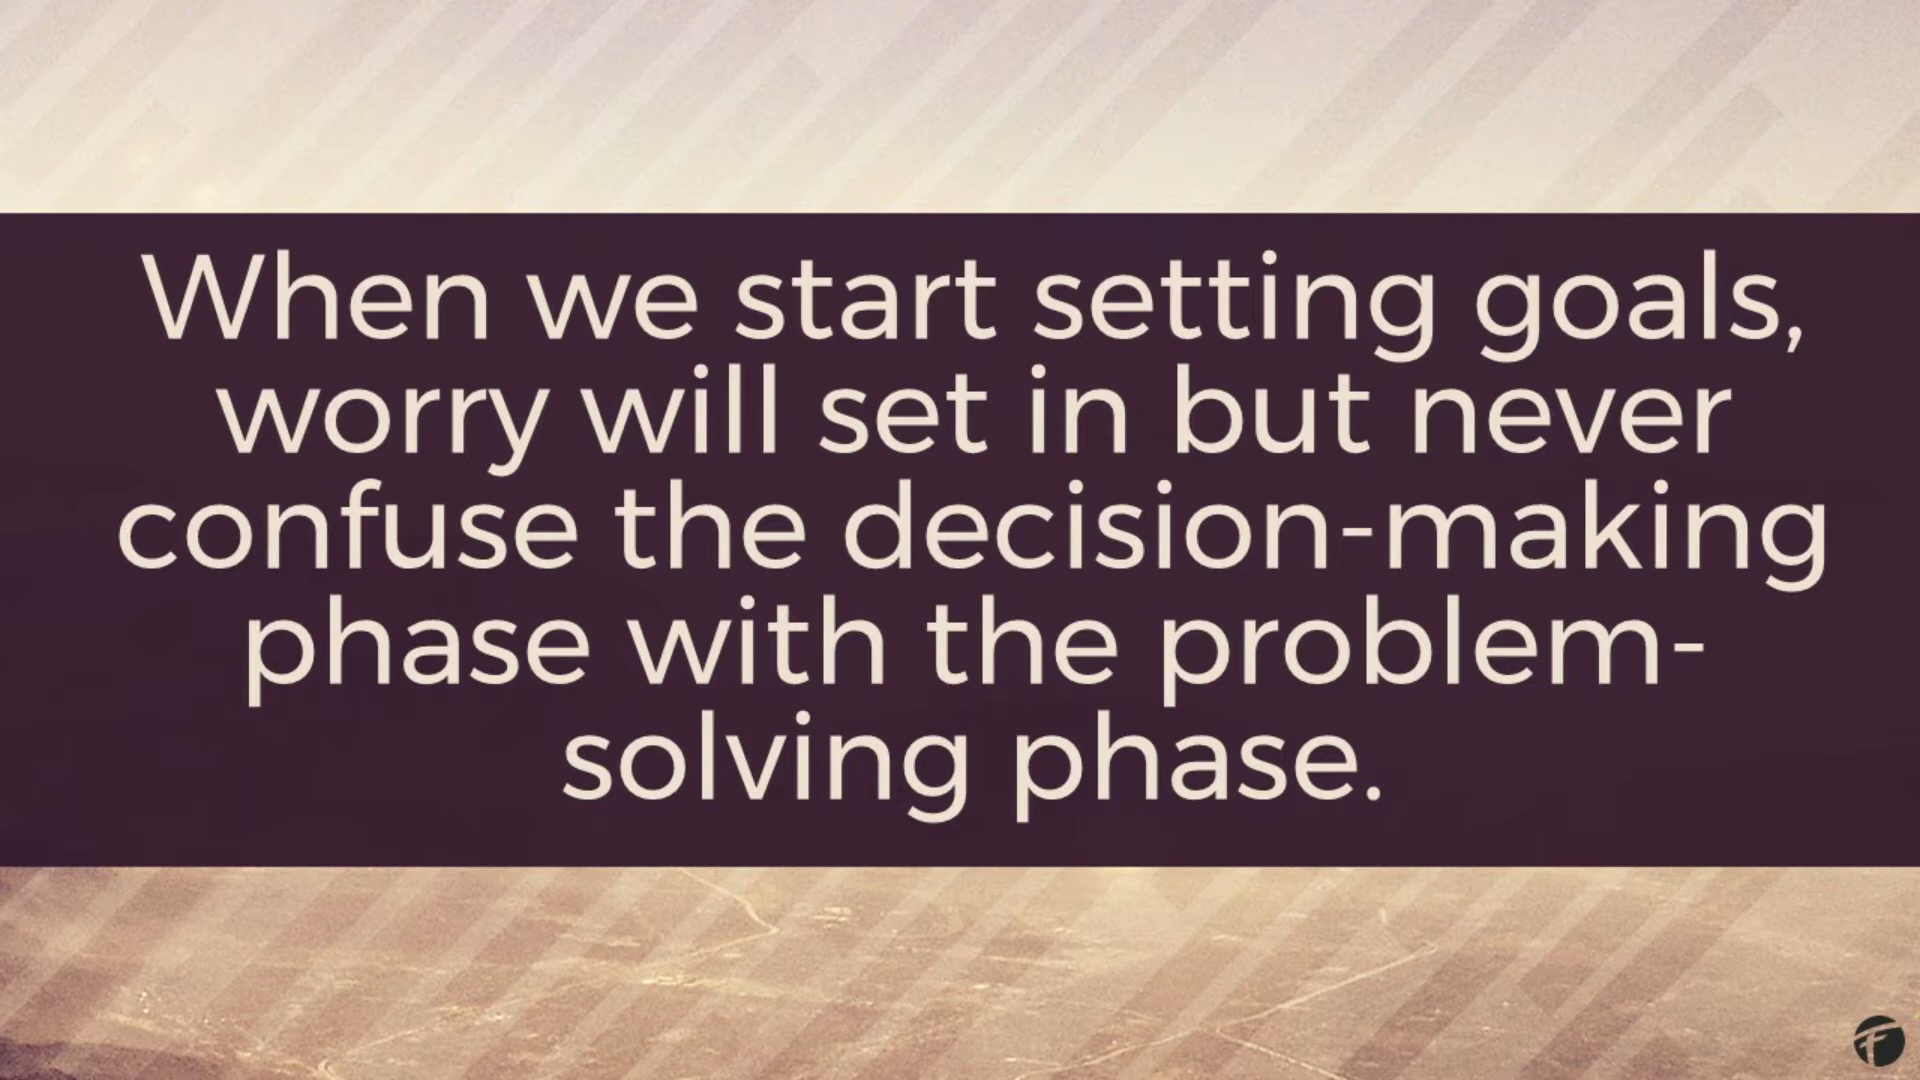 When we start setting goals,
worry will set in but never
confuse the decision-making
phase with the problem-
solving phase.